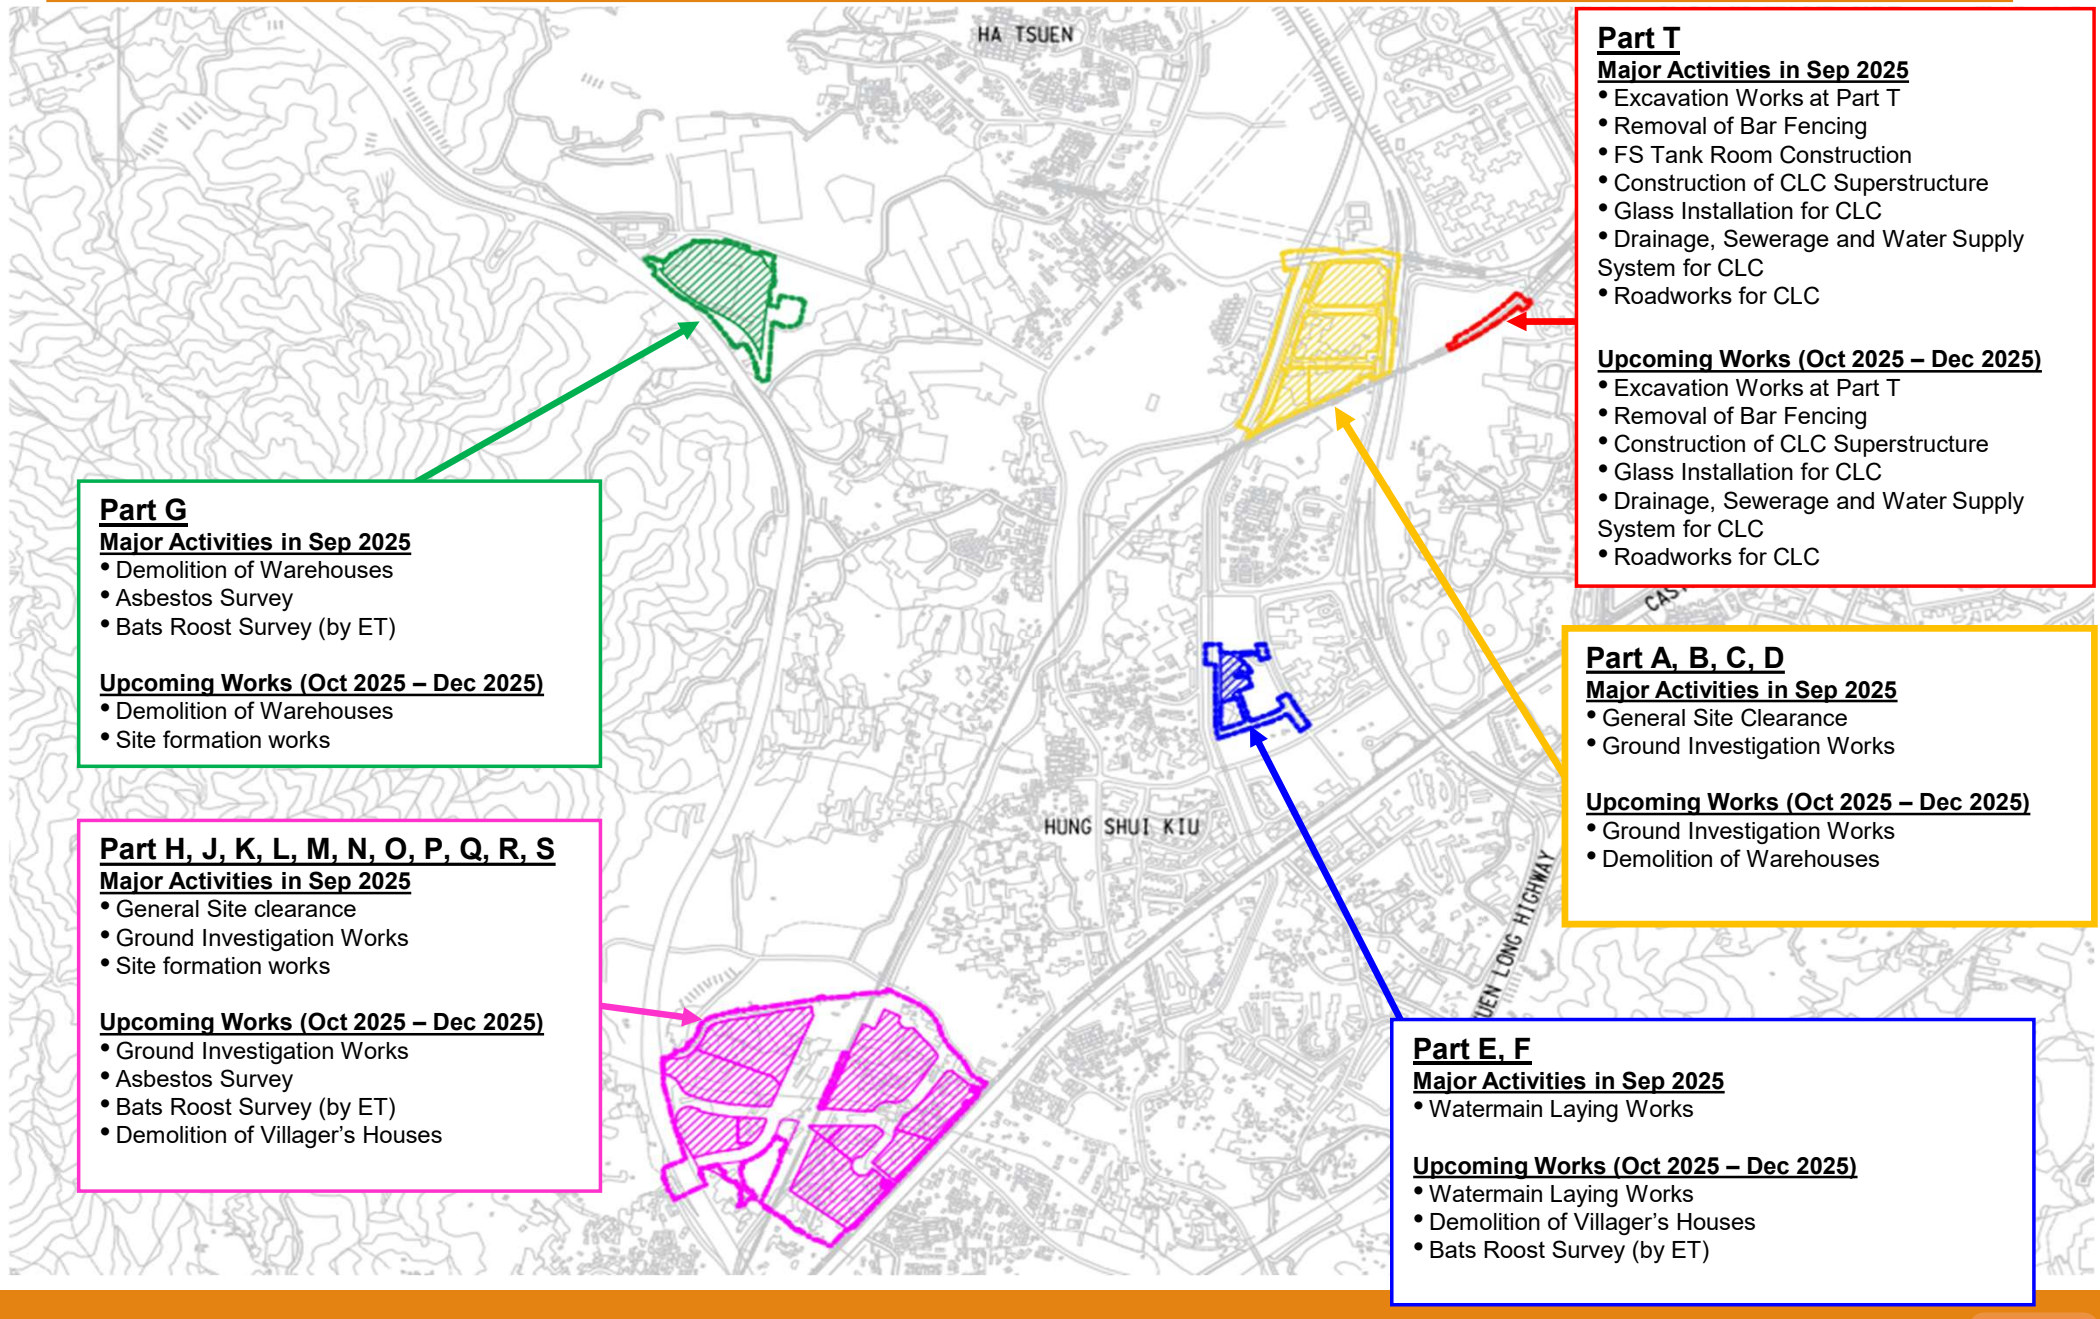 HA TSUEN
Part T
Major Activities in Sep 2025
• Excavation Works at Part T
• Removal of Bar Fencing
• FS Tank Room Construction
• Construction of CLC Superstructure
• Glass Installation for CLC
• Drainage, Sewerage and Water Supply
System for CLC
• Roadworks for CLC
Upcoming Works (Oct 2025 – Dec 2025)
• Excavation Works at Part T
• Removal of Bar Fencing
• Construction of CLC Superstructure
• Glass Installation for CLC
• Drainage, Sewerage and Water Supply
System for CLC
• Roadworks for CLC
Part G
Major Activities in Sep 2025
• Demolition of Warehouses
• Asbestos Survey
• Bats Roost Survey (by ET)
Upcoming Works (Oct 2025 – Dec 2025)
• Demolition of Warehouses
• Site formation works
Part A, B, C, D
Major Activities in Sep 2025
• General Site Clearance
• Ground Investigation Works
Upcoming Works (Oct 2025 – Dec 2025)
• Ground Investigation Works
• Demolition of Warehouses
HUNG SHUI KIU
UEN LONG HIGHWAY
Part H, J, K, L, M, N, O, P, Q, R, S
Major Activities in Sep 2025
• General Site clearance
• Ground Investigation Works
• Site formation works
Upcoming Works (Oct 2025 – Dec 2025)
• Ground Investigation Works
• Asbestos Survey
• Bats Roost Survey (by ET)
• Demolition of Villager’s Houses
Part E, F
Major Activities in Sep 2025
• Watermain Laying Works
Upcoming Works (Oct 2025 – Dec 2025)
• Watermain Laying Works
• Demolition of Villager’s Houses
• Bats Roost Survey (by ET)